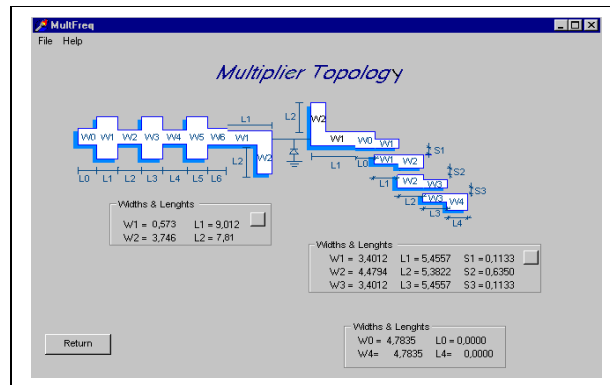 MultFreq
File Help
Multiplier Topology
L1
L2
W2
W0 W1 W2 W3 W4 W5 W6 W1
W2
L2
L0 L1 L2 L3 L4 L5 L6
W1 W0 W1
S1
L1 L0 W1 W2
S2
L1 W2 W3
S3
L2 W3 W4
L3
L4
Widths & Lenghts
W1 = 0,573 L1 = 9,012
W2 = 3,746 L2 = 7,81
Widths & Lenghts
W1 = 3,4012 L1 = 5,4557 S1 = 0,1133
W2 = 4,4794 L2 = 5,3822 S2 = 0,6350
W3 = 3,4012 L3 = 5,4557 S3 = 0,1133
Widths & Lenghts
W0 = 4,7835 L0 = 0,0000
W4= 4,7835 L4= 0,0000
Return